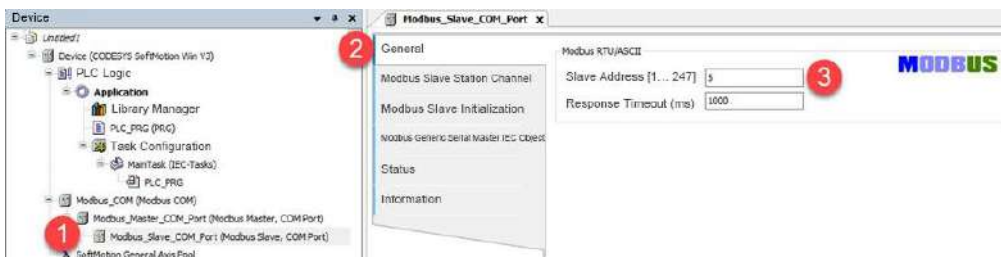 Device
Untitled1
Device (CODESYS SoftMotion Win V3)
PLC Logic
Application
Library Manager
PLC_PRG (PRG)
Task Configuration
MainTask (IEC-Tasks)
PLC_PRG
Modbus_COM (Modbus COM)
Modbus_Master_COM_Port (Modbus Master, COM Port)
1
Modbus_Slave_COM_Port (Modbus Slave, COM Port)
SoftMotion General Axis Pool
Modbus_Slave_COM_Port x
2
General
Modbus Slave Station Channel
Modbus Slave Initialization
Modbus Generic Serial Master IEC Object
Status
Information
Modbus RTU/ASCII
MODBUS
Slave Address [1... 247] 5
3
Response Timeout (ms) 1000